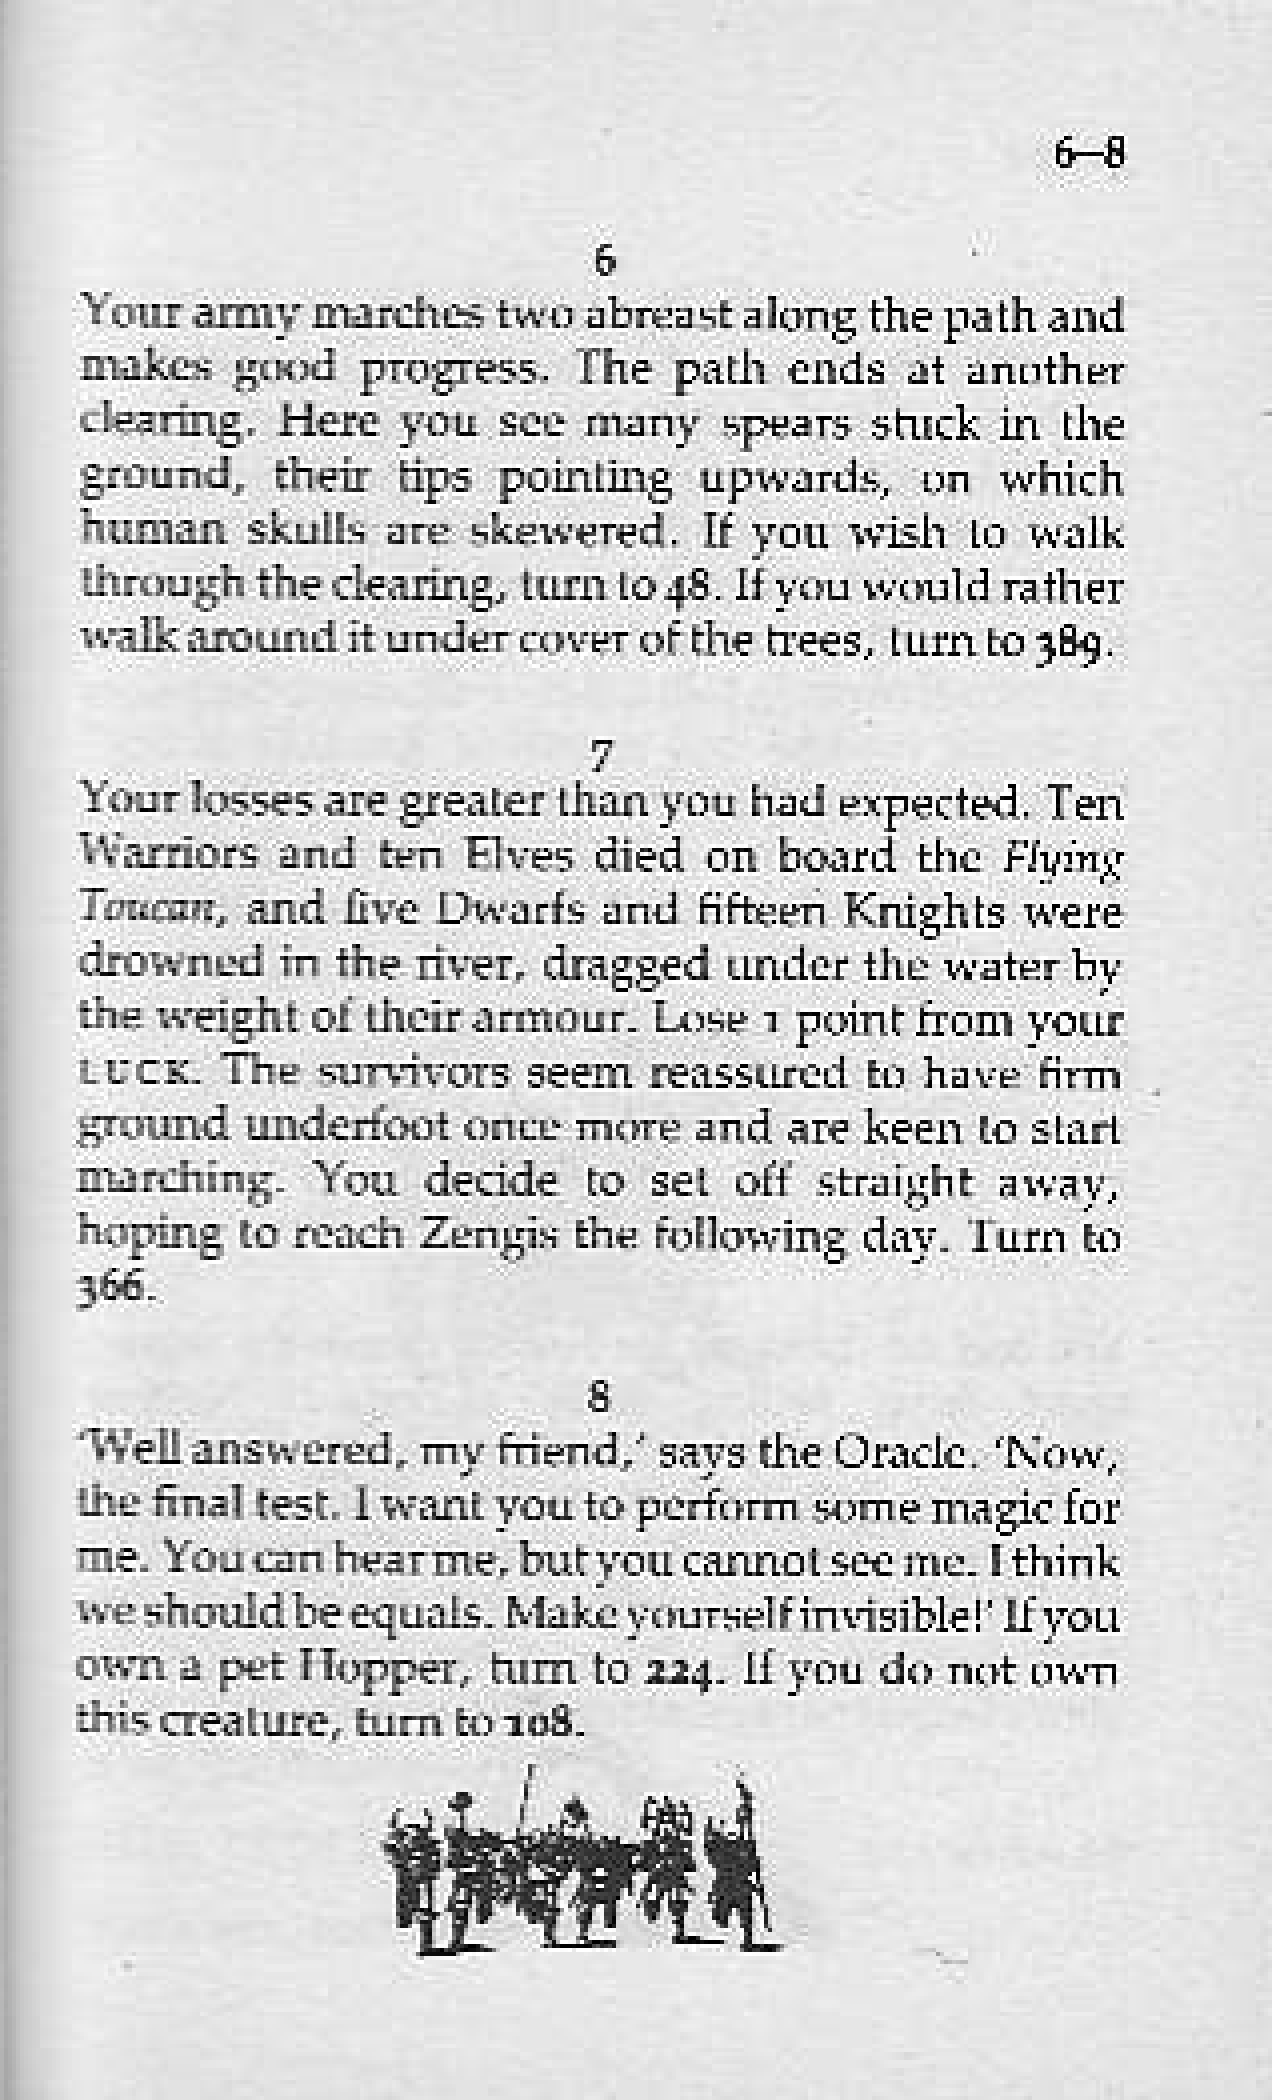 6–8
6
Your army marches two abreast along the path and
makes good progress. The path ends at another
clearing. Here you see many spears stuck in the
ground, their tips pointing upwards, on which
human skulls are skewered. If you wish to walk
through the clearing, turn to 48. If you would rather
walk around it under cover of the trees, turn to 389.
7
Your losses are greater than you had expected. Ten
Warriors and ten Elves died on board the Flying
Toucan, and five Dwarfs and fifteen Knights were
drowned in the river, dragged under the water by
the weight of their armour. Lose 1 point from your
LUCK. The survivors seem reassured to have firm
ground underfoot once more and are keen to start
marching. You decide to set off straight away,
hoping to reach Zengis the following day. Turn to
366.
8
‘Well answered, my friend,’ says the Oracle. ‘Now,
the final test. I want you to perform some magic for
me. You can hear me, but you cannot see me. I think
we should be equals. Make yourself invisible!’ If you
own a pet Hopper, turn to 224. If you do not own
this creature, turn to 108.